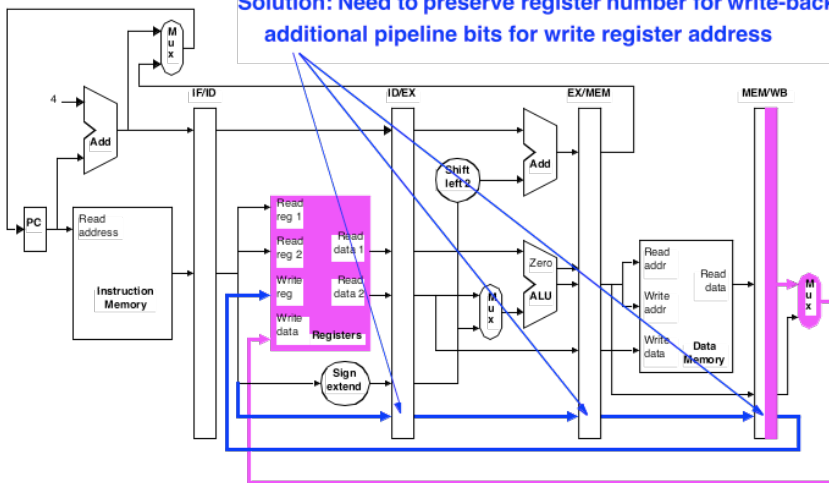 Solution: Need to preserve register number for write-back
additional pipeline bits for write register address
M
u
x
IF/ID
ID/EX
EX/MEM
MEM/WB
4
Add
Add
Shift
left 2
PC
Read
address
Instruction
Memory
Read
reg 1
Read
reg 2
Write
reg
Write
data
Read
data 1
Read
data 2
Registers
Sign
extend
M
u
x
Zero
ALU
Read
addr
Write
addr
Write
data
Read
data
Data
Memory
M
u
x